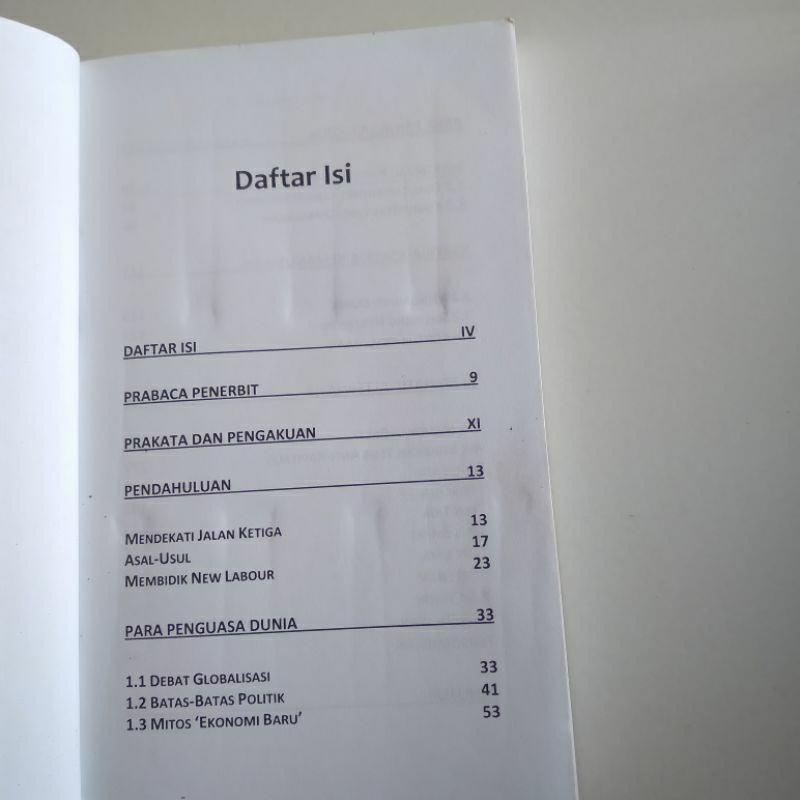 Daftar Isi
DAFTAR ISI IV
PRABACA PENERBIT 9
PRAKATA DAN PENGAKUAN XI
PENDAHULUAN 13
MENDEKATI JALAN KETIGA 13
ASAL-USUL 17
MEMBIDIK NEW LABOUR 23
PARA PENGUASA DUNIA 33
1.1 DEBAT GLOBALISASI 33
1.2 BATAS-BATAS POLITIK 41
1.3 MITOS ‘EKONOMI BARU’ 53